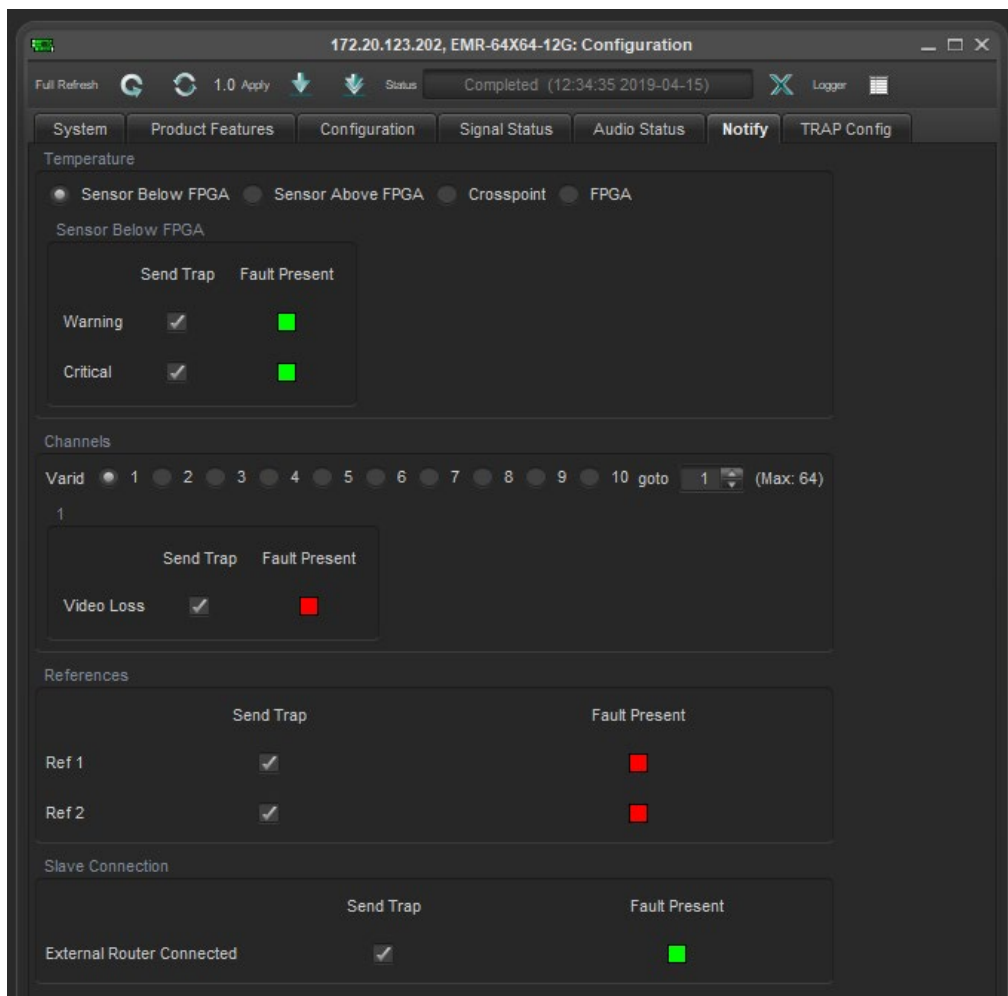 172.20.123.202, EMR-64X64-12G: Configuration
Full Refresh 1.0 Apply Status Completed (12:34:35 2019-04-15) Logger
System Product Features Configuration Signal Status Audio Status Notify TRAP Config
Temperature
Sensor Below FPGA Sensor Above FPGA Crosspoint FPGA
Sensor Below FPGA
Send Trap Fault Present
Warning
Critical
Channels
Varid 1 2 3 4 5 6 7 8 9 10 goto 1 (Max: 64)
1
Send Trap Fault Present
Video Loss
References
Send Trap Fault Present
Ref 1
Ref 2
Slave Connection
Send Trap Fault Present
External Router Connected